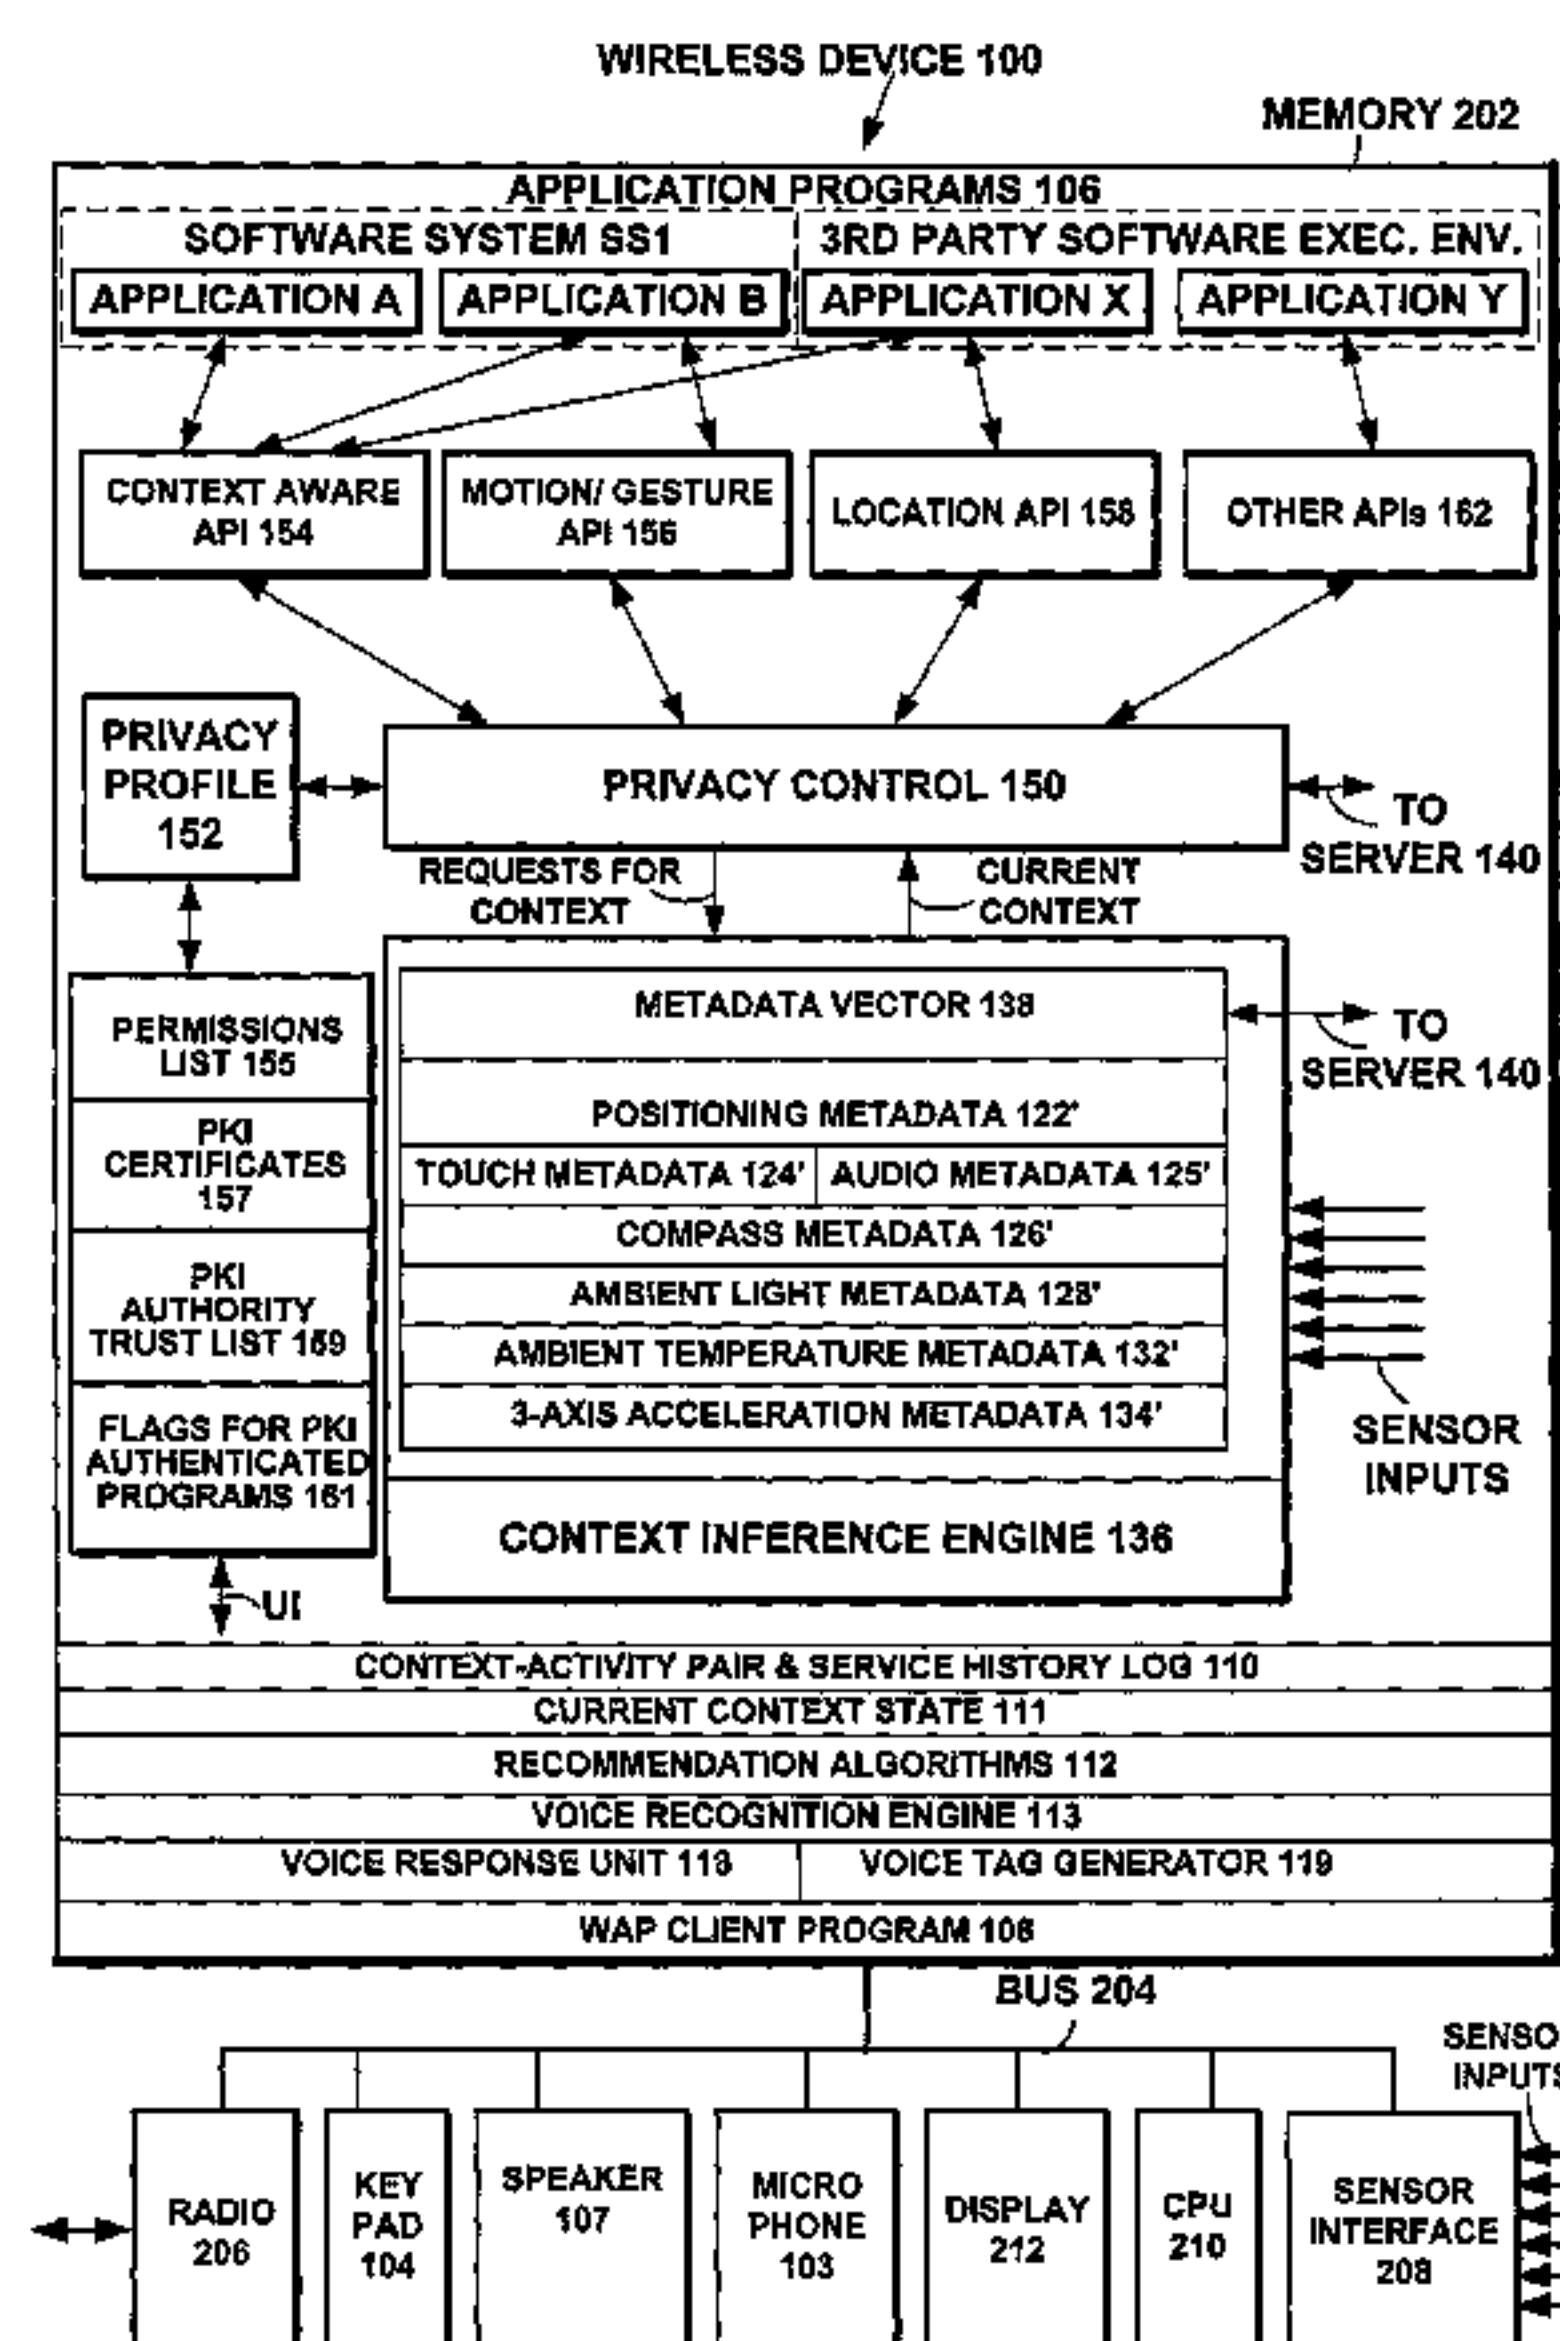 WIRELESS DEVICE 100
MEMORY 202
APPLICATION PROGRAMS 106
SOFTWARE SYSTEM SS1
3RD PARTY SOFTWARE EXEC. ENV.
APPLICATION A
APPLICATION B
APPLICATION X
APPLICATION Y
CONTEXT AWARE
API 154
MOTION/ GESTURE
API 156
LOCATION API 158
OTHER APIs 162
PRIVACY
PROFILE
152
PRIVACY CONTROL 150
TO
SERVER 140
REQUESTS FOR
CONTEXT
CURRENT
CONTEXT
PERMISSIONS
LIST 155
PKI
CERTIFICATES
157
PKI
AUTHORITY
TRUST LIST 159
FLAGS FOR PKI
AUTHENTICATED
PROGRAMS 161
UI
METADATA VECTOR 138
TO
SERVER 140
POSITIONING METADATA 122'
TOUCH METADATA 124'
AUDIO METADATA 125'
COMPASS METADATA 126'
AMBIENT LIGHT METADATA 128'
AMBIENT TEMPERATURE METADATA 132'
3-AXIS ACCELERATION METADATA 134'
SENSOR
INPUTS
CONTEXT INFERENCE ENGINE 136
CONTEXT-ACTIVITY PAIR & SERVICE HISTORY LOG 110
CURRENT CONTEXT STATE 111
RECOMMENDATION ALGORITHMS 112
VOICE RECOGNITION ENGINE 113
VOICE RESPONSE UNIT 118
VOICE TAG GENERATOR 119
WAP CLIENT PROGRAM 108
BUS 204
SENSO
INPUTS
RADIO
206
KEY
PAD
104
SPEAKER
107
MICRO
PHONE
103
DISPLAY
212
CPU
210
SENSOR
INTERFACE
208